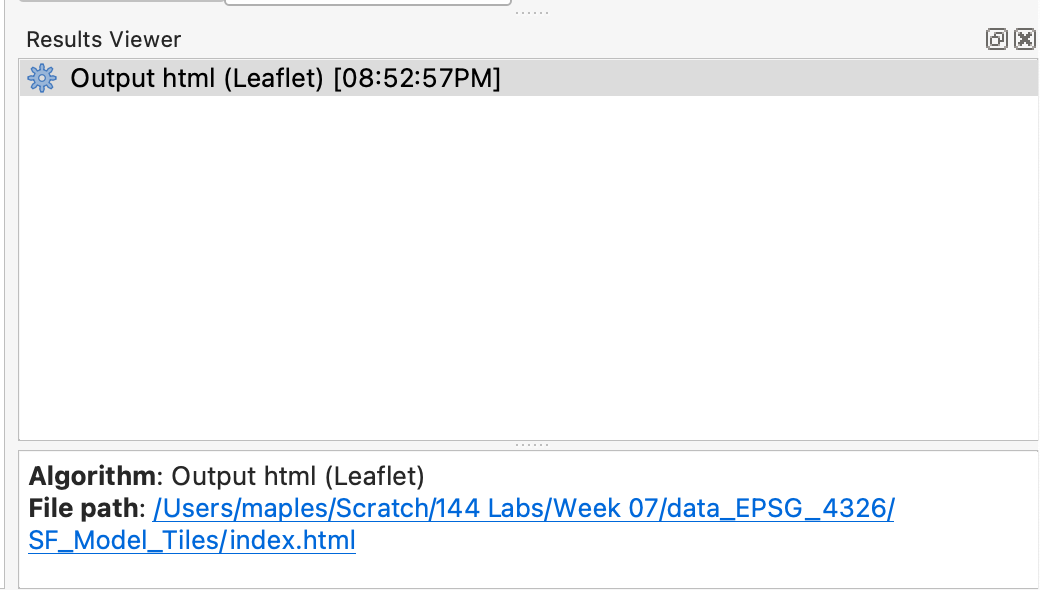 Results Viewer
Output html (Leaflet) [08:52:57PM]
Algorithm: Output html (Leaflet)
File path: /Users/maples/Scratch/144 Labs/Week 07/data_EPSG_4326/
SF_Model_Tiles/index.html